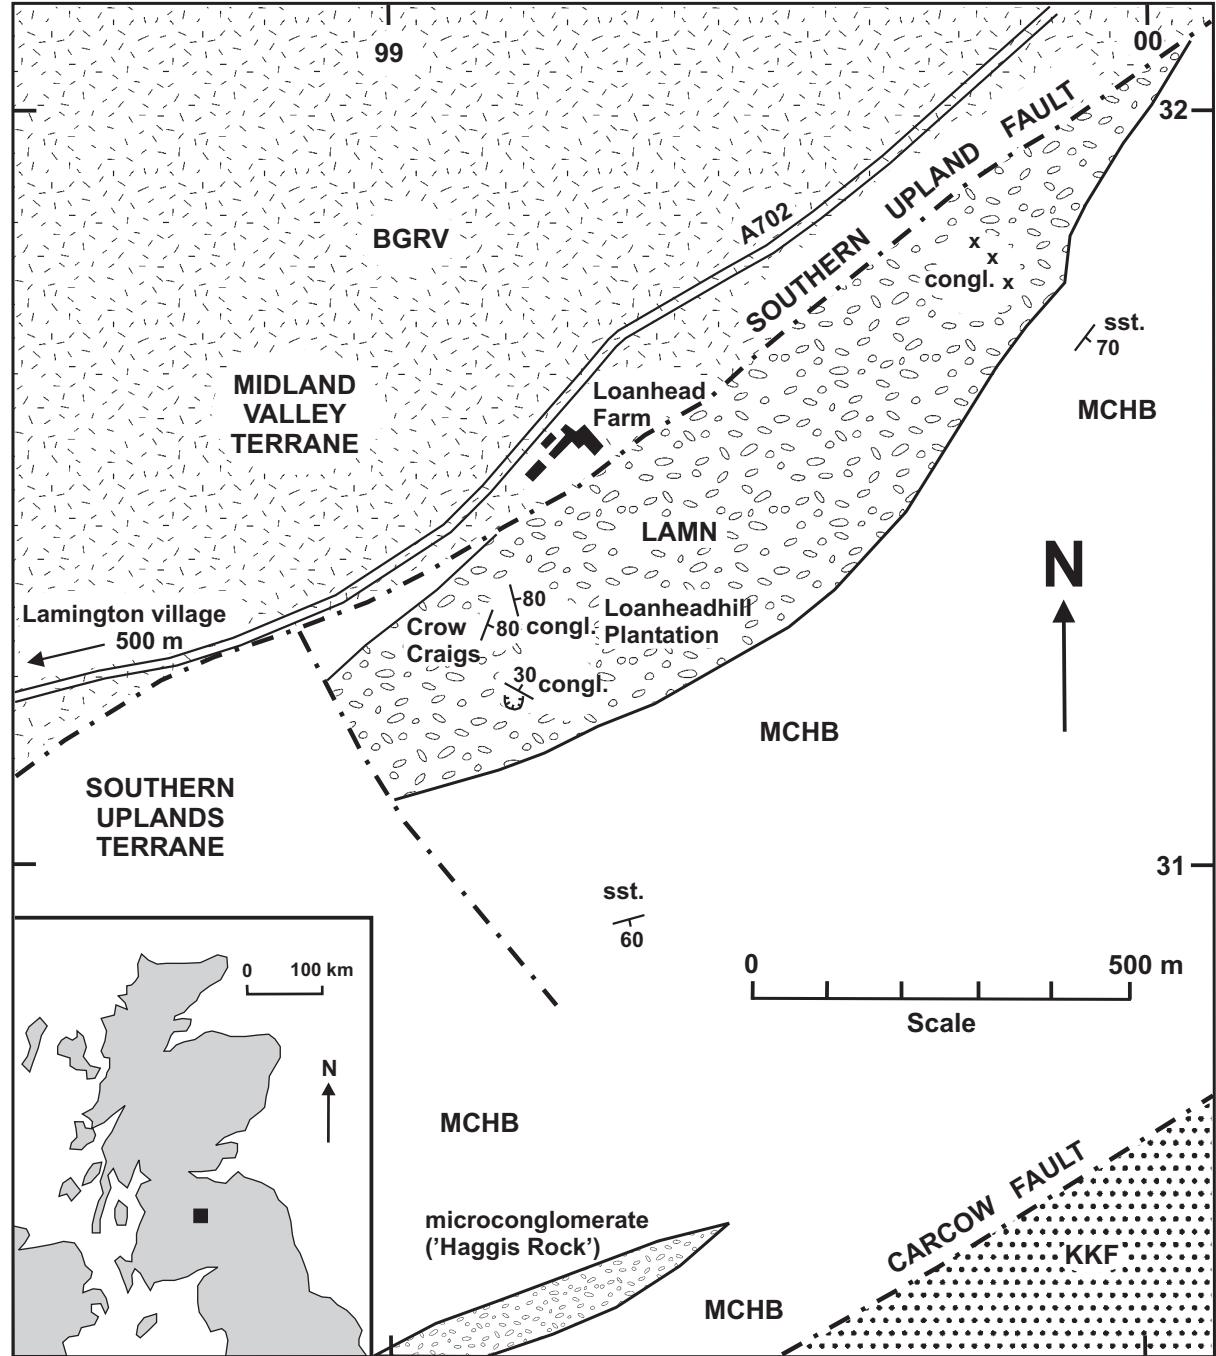 99
00
32
SOUTHERN UPLAND FAULT
A702
BGRV
x
x
congl. x
sst.
70
MIDLAND
VALLEY
TERRANE
Loanhead
Farm
MCHB
LAMN
N
Lamington village
500 m
80
80 congl.
Crow
Craigs
Loanheadhill
Plantation
30 congl.
MCHB
SOUTHERN
UPLANDS
TERRANE
31
sst.
60
0 500 m
Scale
0 100 km
N
MCHB
CARCOW FAULT
microconglomerate
('Haggis Rock')
KKF
MCHB